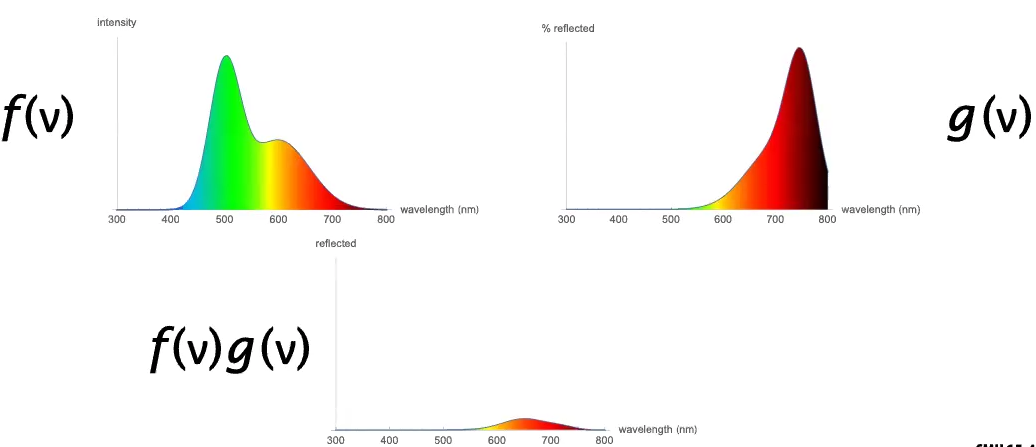 intensity
f(ν)
300 400 500 600 700 800 wavelength (nm)
% reflected
g(ν)
300 400 500 600 700 800 wavelength (nm)
reflected
f(ν)g(ν)
300 400 500 600 700 800 wavelength (nm)